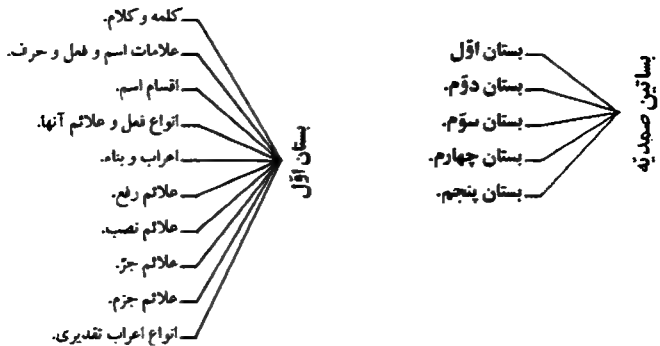 بساتین صمدیّه
بستان اوّل
بستان دوّم.
بستان سوّم.
بستان چهارم.
بستان پنجم.
بستان اوّل
کلمه و کلام.
علامات اسم و فعل و حرف.
اقسام اسم.
انواع فعل و علائم آنها.
اعراب و بناء.
علائم رفع.
علائم نصب.
علائم جرّ.
علائم جزم.
انواع اعراب تقدیری.